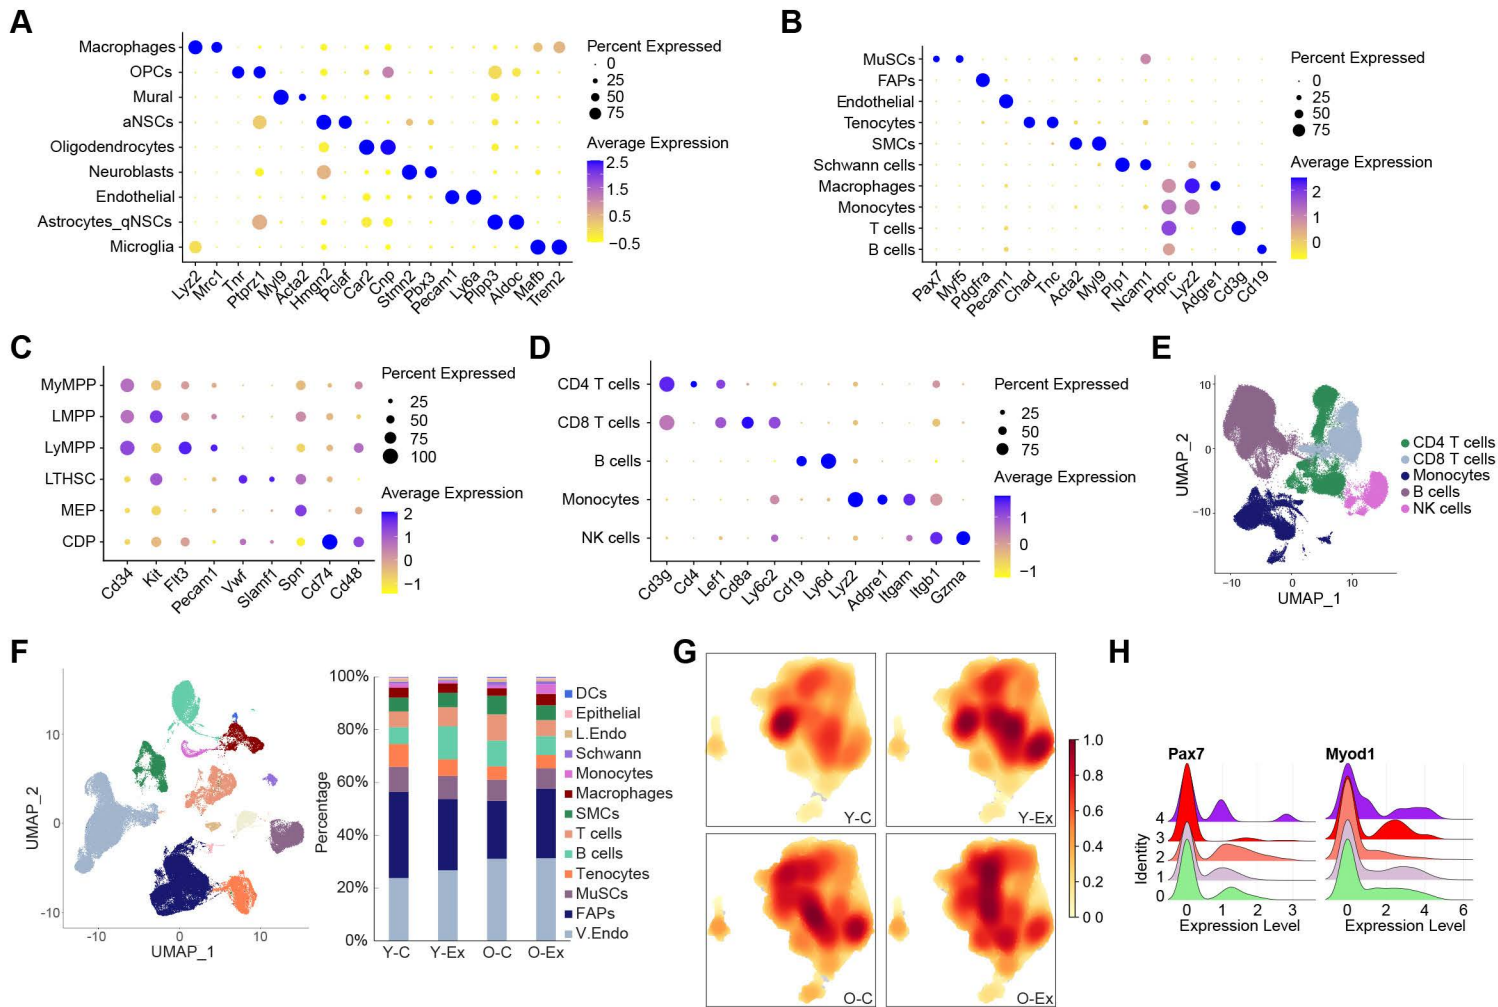 A
Macrophages
OPCs
Mural
aNSCs
Oligodendrocytes
Neuroblasts
Endothelial
Astrocytes_qNSCs
Microglia
Lyz2
Mrc1
Tnr
Ptprz1
Myl9
Acta2
Hmgn2
Pclaf
Car2
Cnp
Stmn2
Pbx3
Pecam1
Ly6a
Plpp3
Aldoc
Mafb
Trem2
Percent Expressed
0
25
50
75
Average Expression
2.5
1.5
0.5
−0.5
B
MuSCs
FAPs
Endothelial
Tenocytes
SMCs
Schwann cells
Macrophages
Monocytes
T cells
B cells
Pax7
Myf5
Pdgfra
Pecam1
Chad
Tnc
Acta2
Myl9
Plp1
Ncam1
Ptprc
Lyz2
Adgre1
Cd3g
Cd19
Percent Expressed
0
25
50
75
Average Expression
2
1
0
C
MyMPP
LMPP
LyMPP
LTHSC
MEP
CDP
Cd34
Kit
Flt3
Pecam1
Vwf
Slamf1
Spn
Cd74
Cd48
Percent Expressed
25
50
75
100
Average Expression
2
1
0
−1
D
CD4 T cells
CD8 T cells
B cells
Monocytes
NK cells
Cd3g
Cd4
Lef1
Cd8a
Ly6c2
Cd19
Ly6d
Lyz2
Adgre1
Itgam
Itgb1
Gzma
Percent Expressed
25
50
75
Average Expression
1
0
−1
E
UMAP_2
10
0
−10
−10
0
10
UMAP_1
CD4 T cells
CD8 T cells
Monocytes
B cells
NK cells
F
UMAP_2
10
0
−10
−10
0
10
UMAP_1
Percentage
100%
80%
60%
40%
20%
0%
Y-C
Y-Ex
O-C
O-Ex
DCs
Epithelial
L.Endo
Schwann
Monocytes
Macrophages
SMCs
T cells
B cells
Tenocytes
MuSCs
FAPs
V.Endo
G
Y-C
Y-Ex
O-C
O-Ex
1.0
0.8
0.6
0.4
0.2
0.0
H
Pax7
Myod1
Identity
4
3
2
1
0
0 1 2 3
Expression Level
0 2 4 6
Expression Level